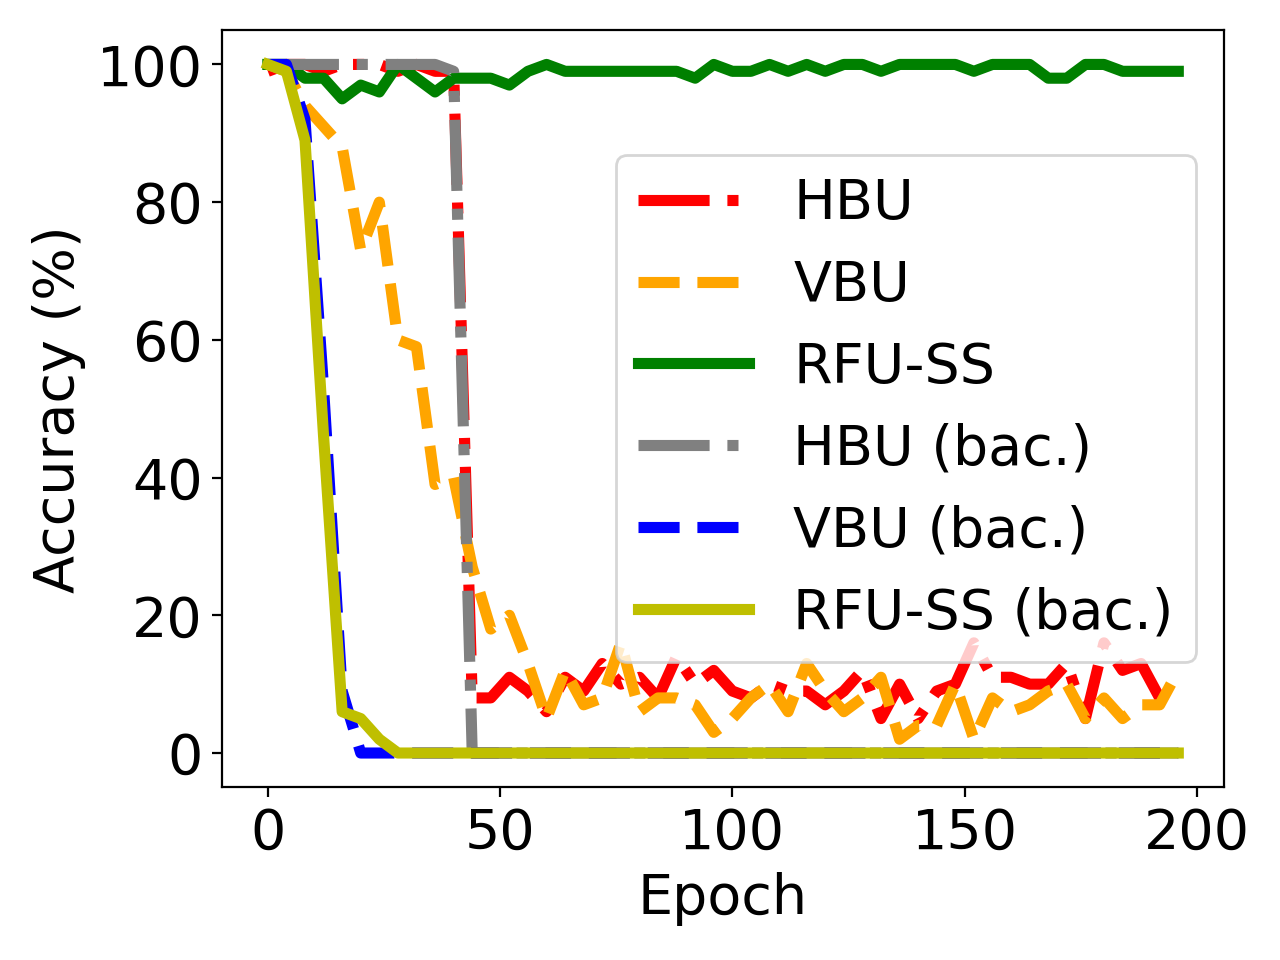 Accuracy (%)
100
80
60
40
20
0
HBU
VBU
RFU-SS
HBU (bac.)
VBU (bac.)
RFU-SS (bac.)
0 50 100 150 200
Epoch